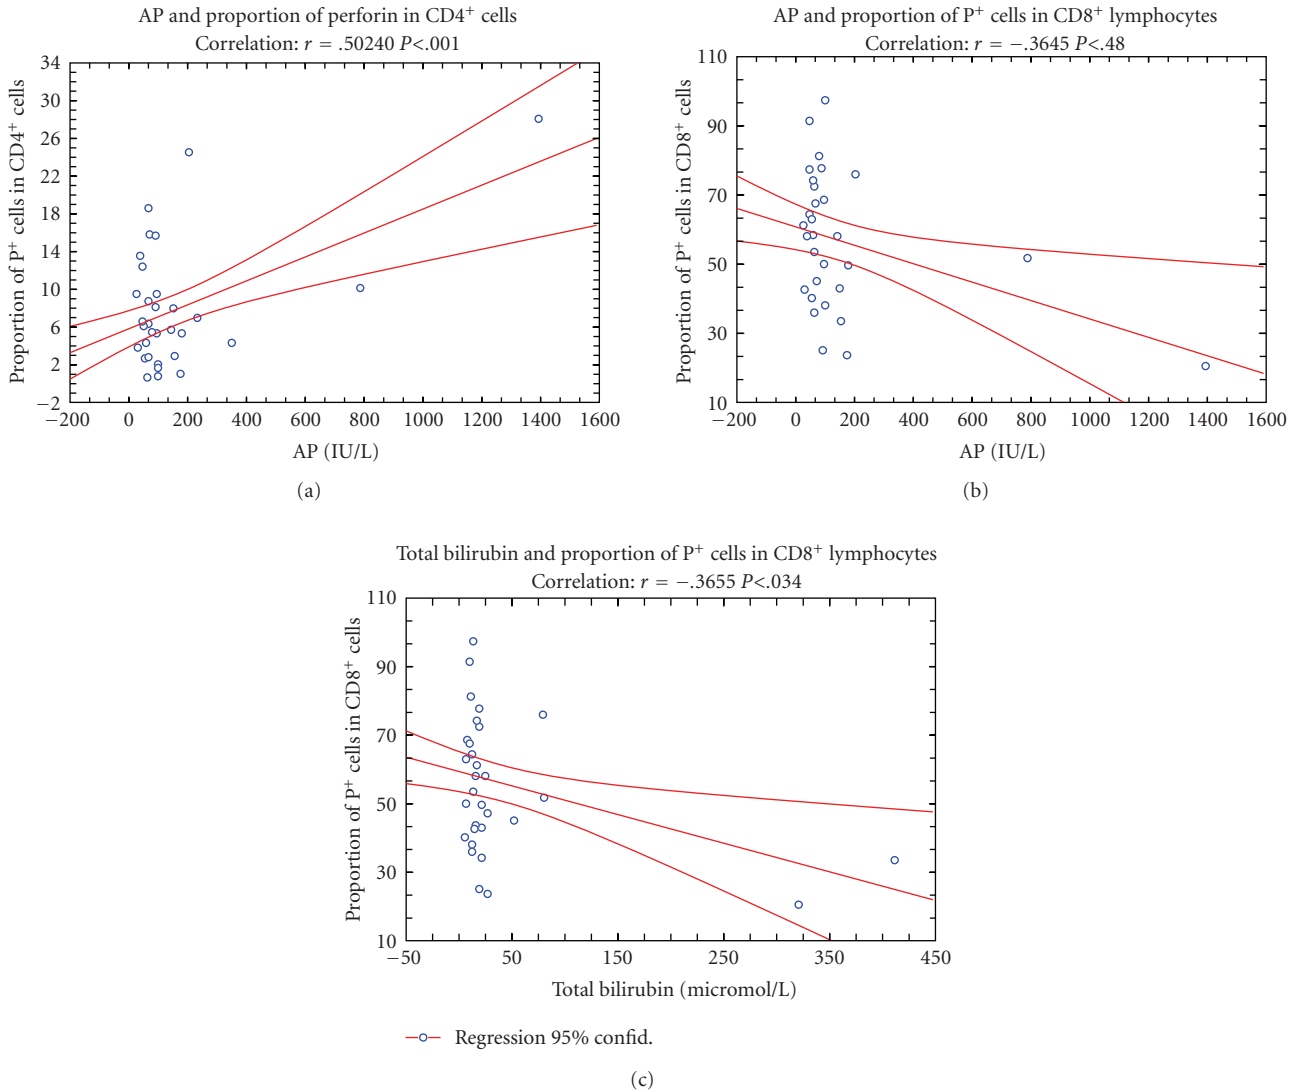 AP and proportion of perforin in CD4⁺ cells
Correlation: r = .50240 P<.001
Proportion of P⁺ cells in CD4⁺ cells
34
30
26
22
18
14
10
6
2
−2
−200 0 200 400 600 800 1000 1200 1400 1600
AP (IU/L)
(a)
AP and proportion of P⁺ cells in CD8⁺ lymphocytes
Correlation: r = −.3645 P<.48
Proportion of P⁺ cells in CD8⁺ cells
110
90
70
50
30
10
−200 0 200 400 600 800 1000 1200 1400 1600
AP (IU/L)
(b)
Total bilirubin and proportion of P⁺ cells in CD8⁺ lymphocytes
Correlation: r = −.3655 P<.034
Proportion of P⁺ cells in CD8⁺ cells
110
90
70
50
30
10
−50 50 150 250 350 450
Total bilirubin (micromol/L)
Regression 95% confid.
(c)